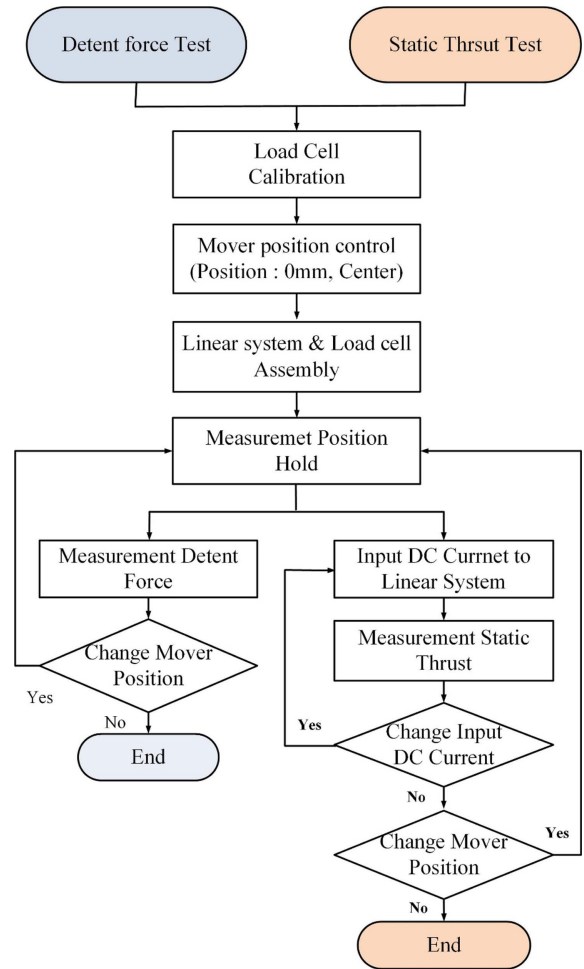 Detent force Test
Static Thrsut Test
Load Cell
Calibration
Mover position control
(Position : 0mm, Center)
Linear system & Load cell
Assembly
Measuremet Position
Hold
Measurement Detent
Force
Change Mover
Position
Yes
No
End
Input DC Currnet to
Linear System
Measurement Static
Thrust
Change Input
DC Current
Yes
No
Change Mover
Position
Yes
No
End